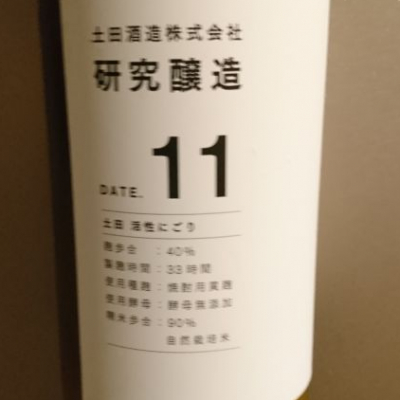 土田酒造株式会社
研究醸造
DATE. 11
土田 活性にごり
麹歩合 : 40%
製麹時間 : 33時間
使用種麹 : 焼酎用黄麹
使用酵母 : 酵母無添加
精米歩合 : 90%
自然栽培米